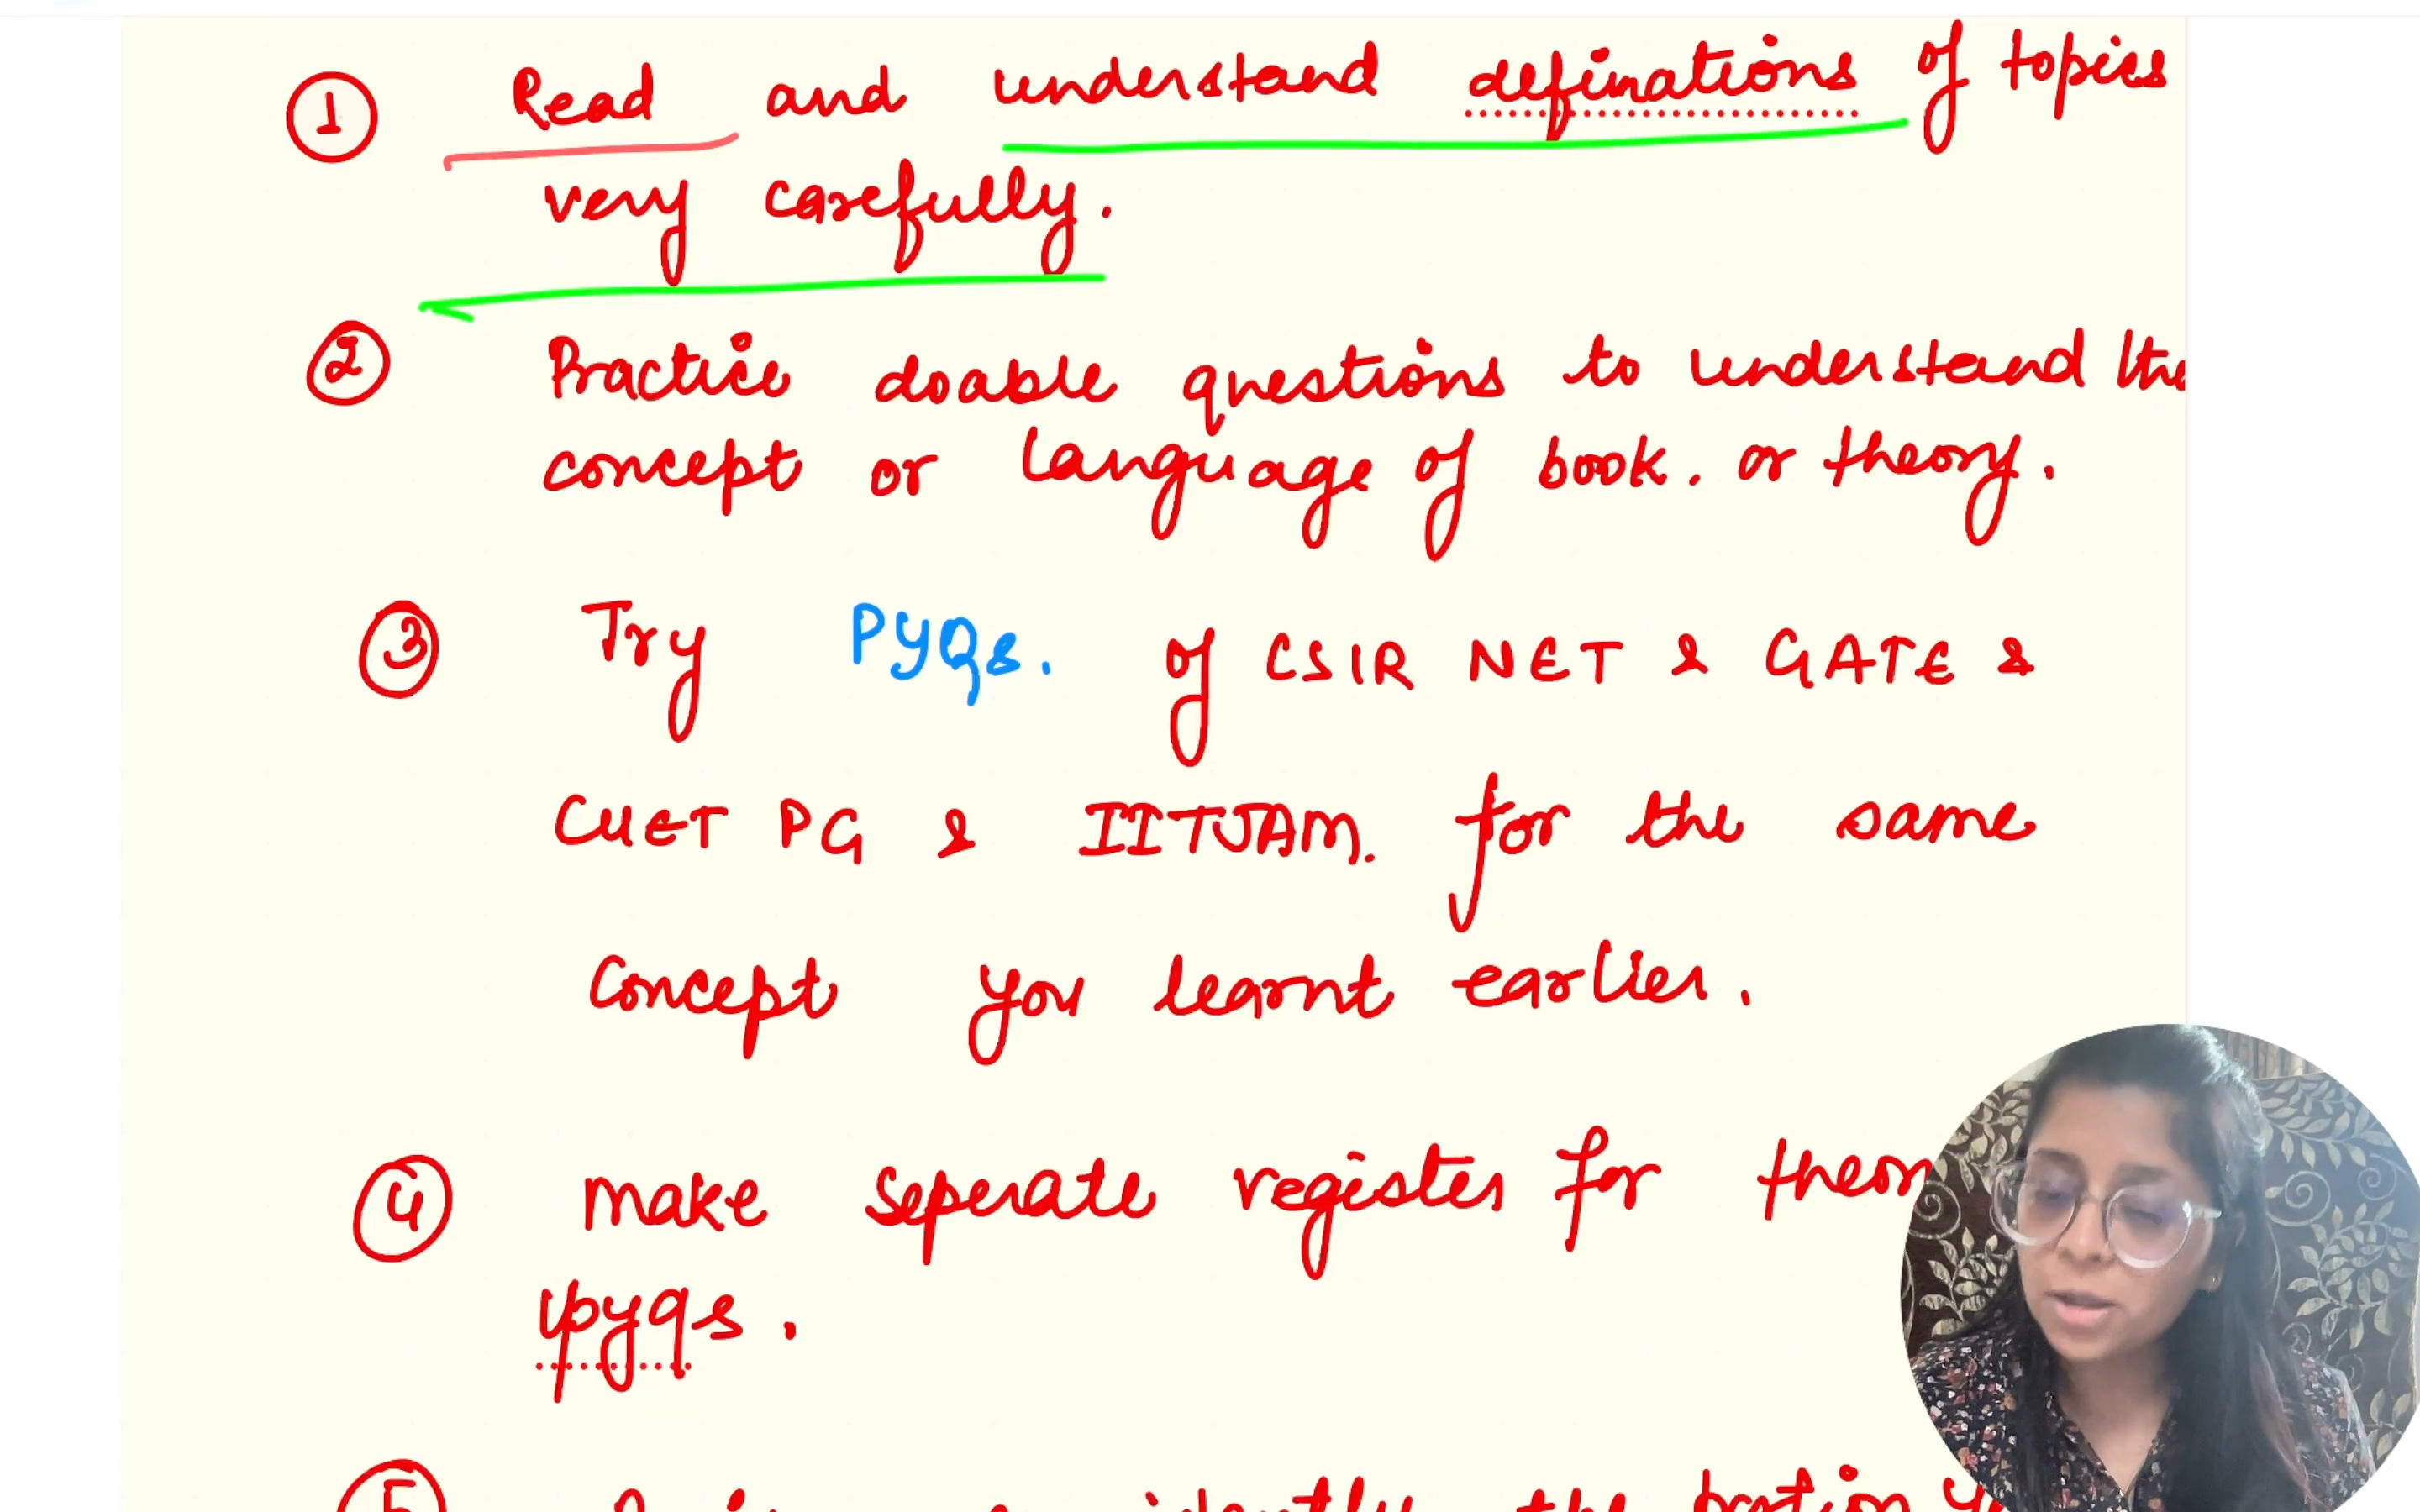 1 Read and understand definations of topics
very carefully.
2 Practice doable questions to understand the
concept or language of book. or theory.
3 Try PYQs. of CSIR NET & GATE &
CUET PG & IITJAM. for the same
Concept you learnt earlier.
4 make seperate register for
pyqs.
5 the